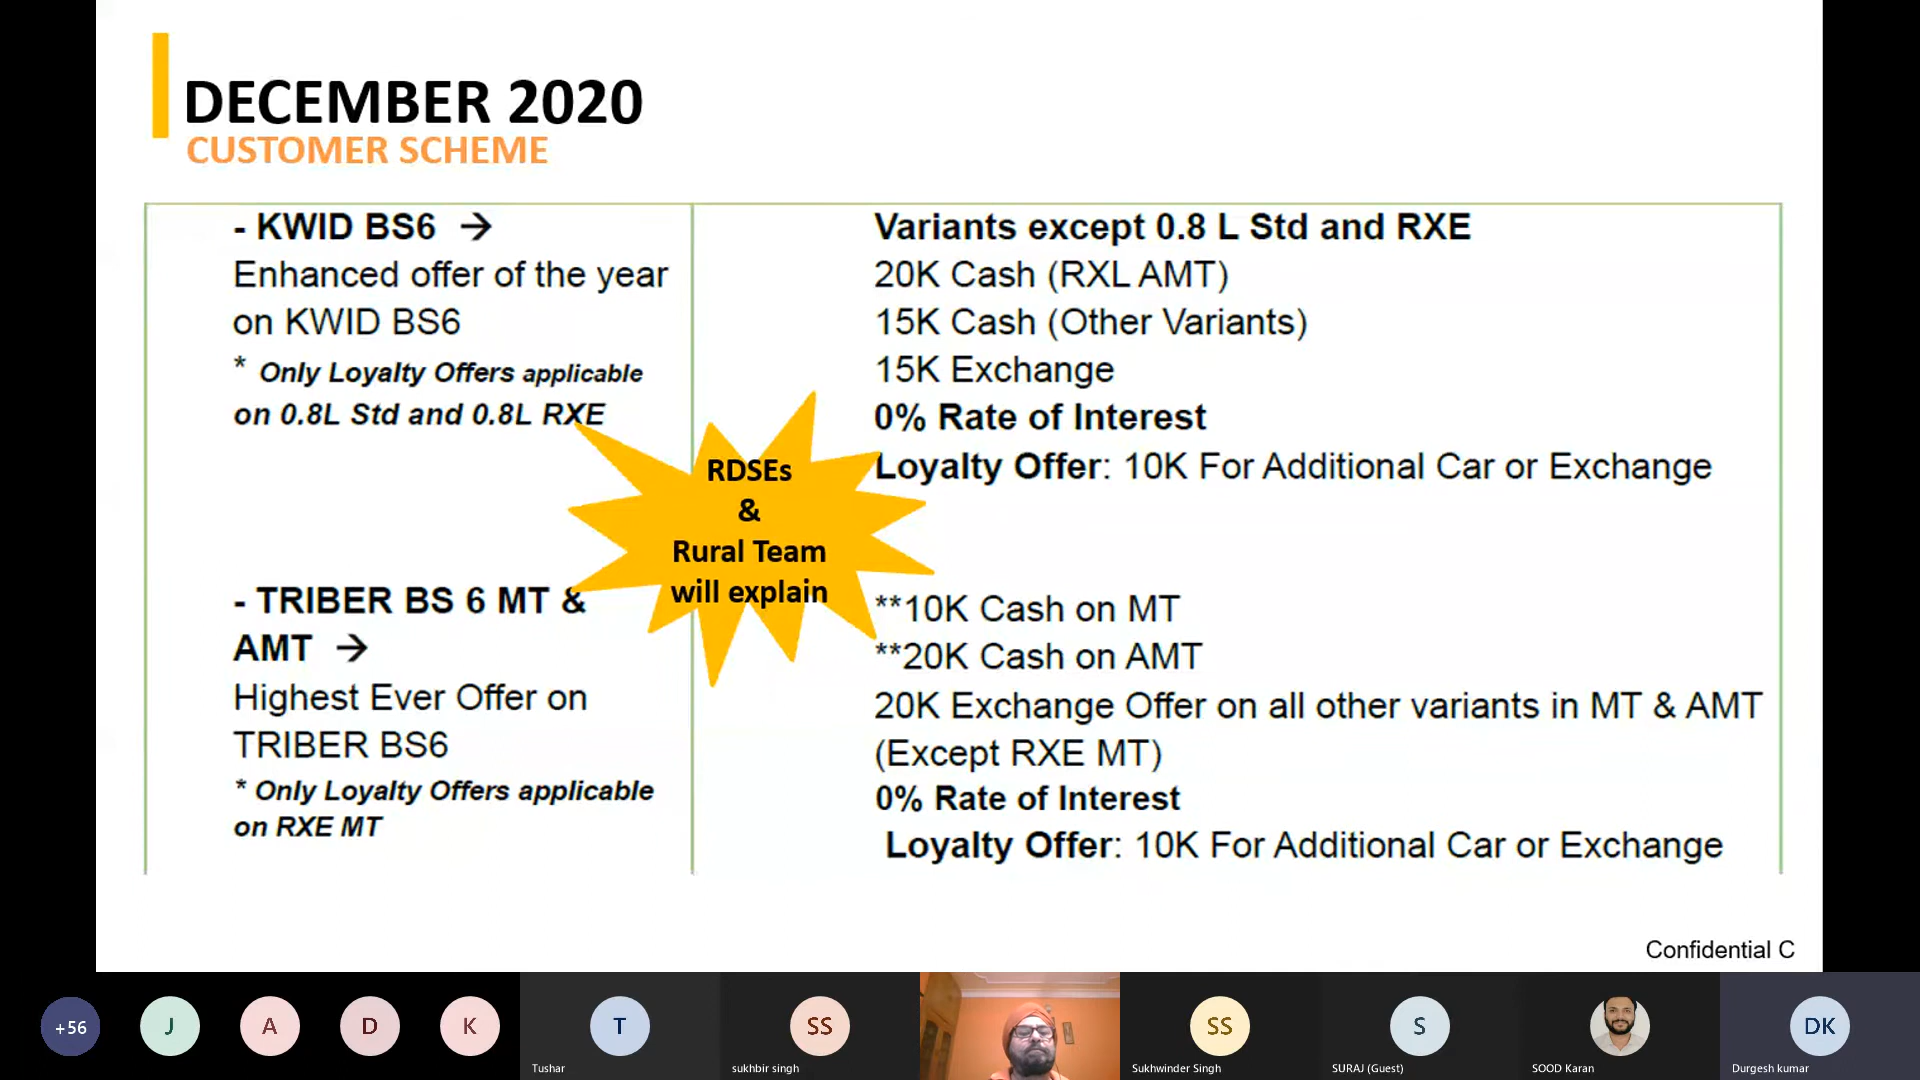 DECEMBER 2020
CUSTOMER SCHEME
- KWID BS6 →
Enhanced offer of the year
on KWID BS6
* Only Loyalty Offers applicable
on 0.8L Std and 0.8L RXE
Variants except 0.8 L Std and RXE
20K Cash (RXL AMT)
15K Cash (Other Variants)
15K Exchange
0% Rate of Interest
Loyalty Offer: 10K For Additional Car or Exchange
RDSEs
&
Rural Team
will explain
- TRIBER BS 6 MT &
AMT →
Highest Ever Offer on
TRIBER BS6
* Only Loyalty Offers applicable
on RXE MT
**10K Cash on MT
**20K Cash on AMT
20K Exchange Offer on all other variants in MT & AMT
(Except RXE MT)
0% Rate of Interest
Loyalty Offer: 10K For Additional Car or Exchange
Confidential C
+56
J
A
D
K
T
Tushar
SS
sukhbir singh
SS
Sukhwinder Singh
S
SURAJ (Guest)
SOOD Karan
DK
Durgesh kumar